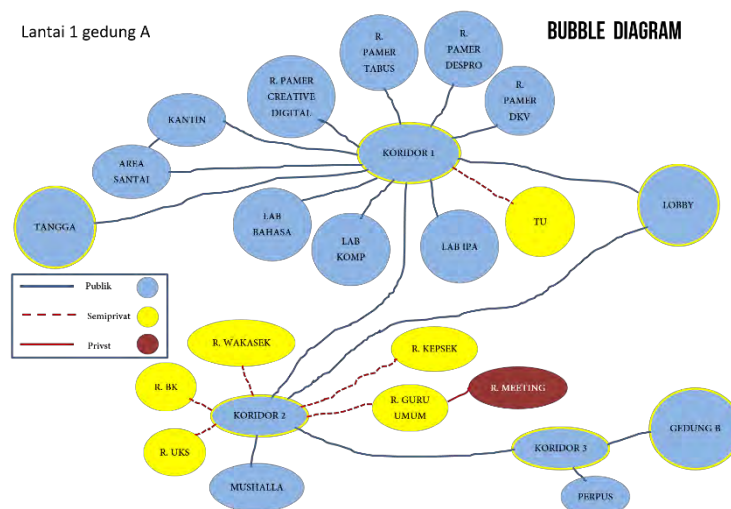 Lantai 1 gedung A
BUBBLE DIAGRAM
R.
PAMER
TABUS
R.
PAMER
DESPRO
R. PAMER
CREATIVE
DIGITAL
R.
PAMER
DKV
KANTIN
KORIDOR 1
AREA
SANTAI
TANGGA
LAB
BAHASA
LAB
KOMP
LAB IPA
TU
LOBBY
Publik
Semiprivat
Privst
R. WAKASEK
R. KEPSEK
R. BK
R. GURU
UMUM
R. MEETING
KORIDOR 2
R. UKS
MUSHALLA
KORIDOR 3
GEDUNG B
PERPUS